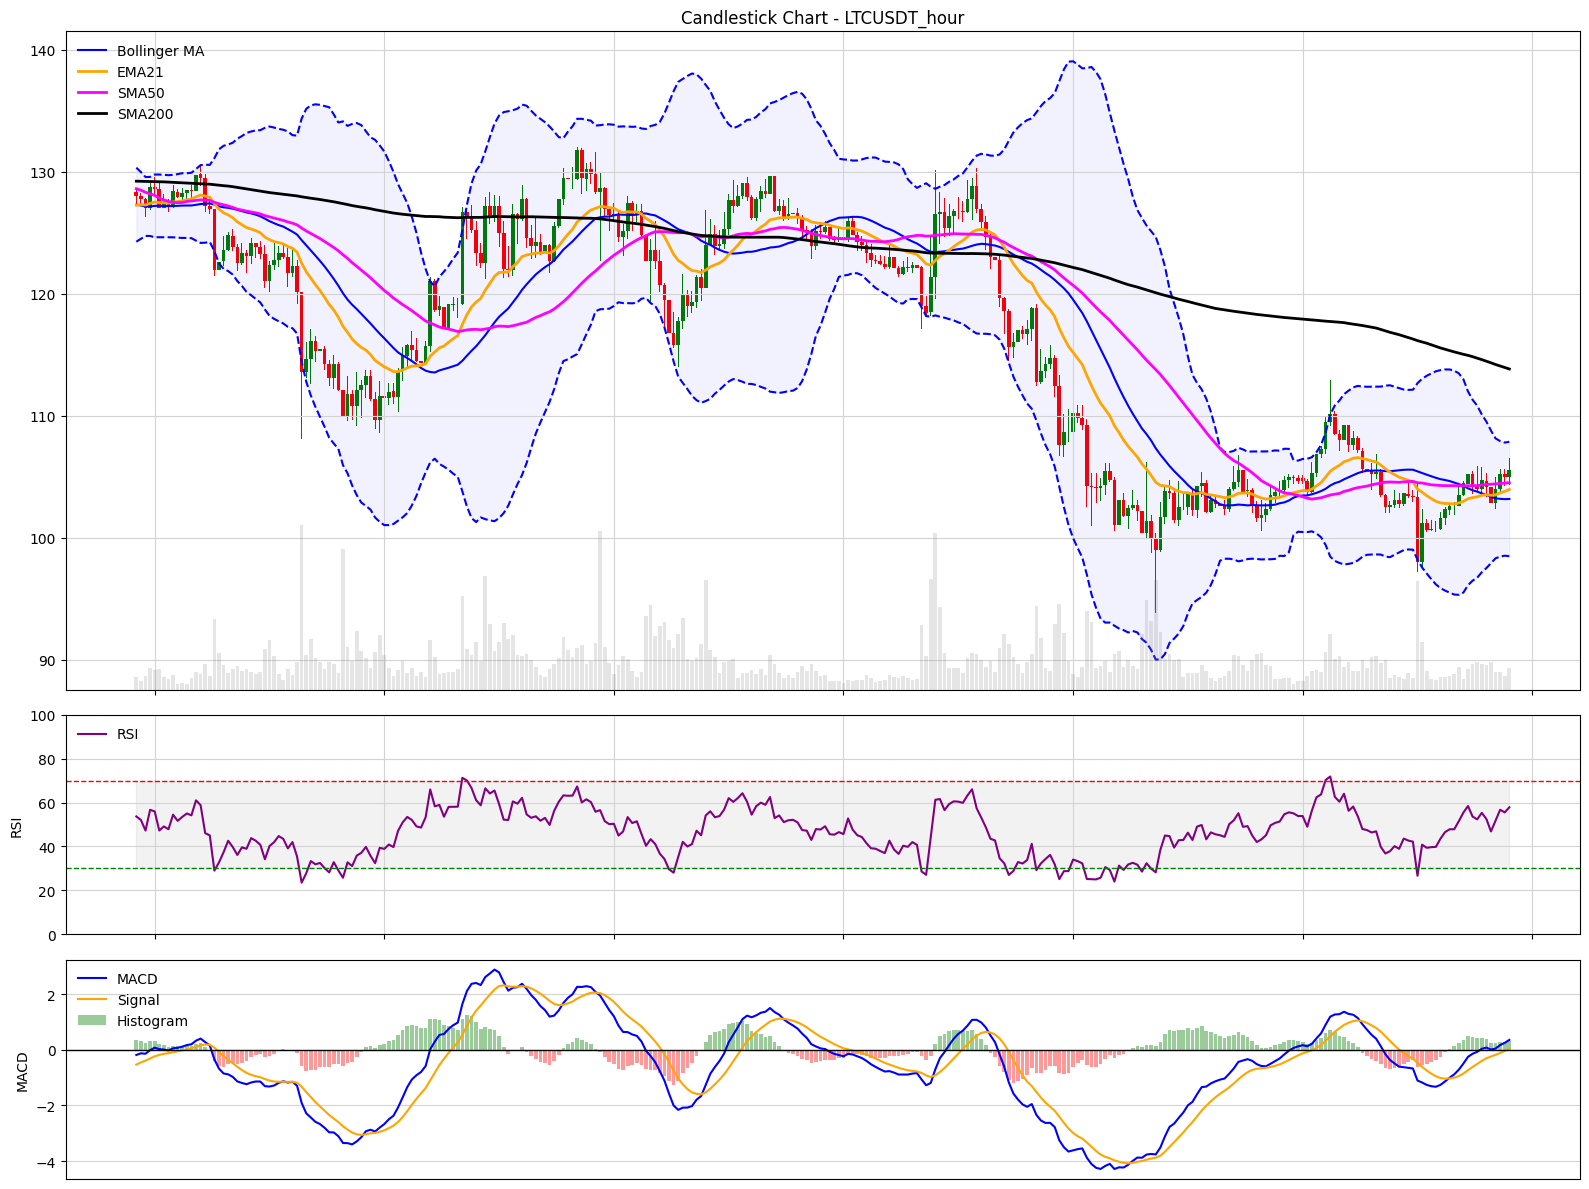 Candlestick Chart - LTCUSDT_hour
140
130
120
110
100
90
Bollinger MA
EMA21
SMA50
SMA200
100
80
60
40
20
0
RSI
RSI
2
0
−2
−4
MACD
MACD
Signal
Histogram